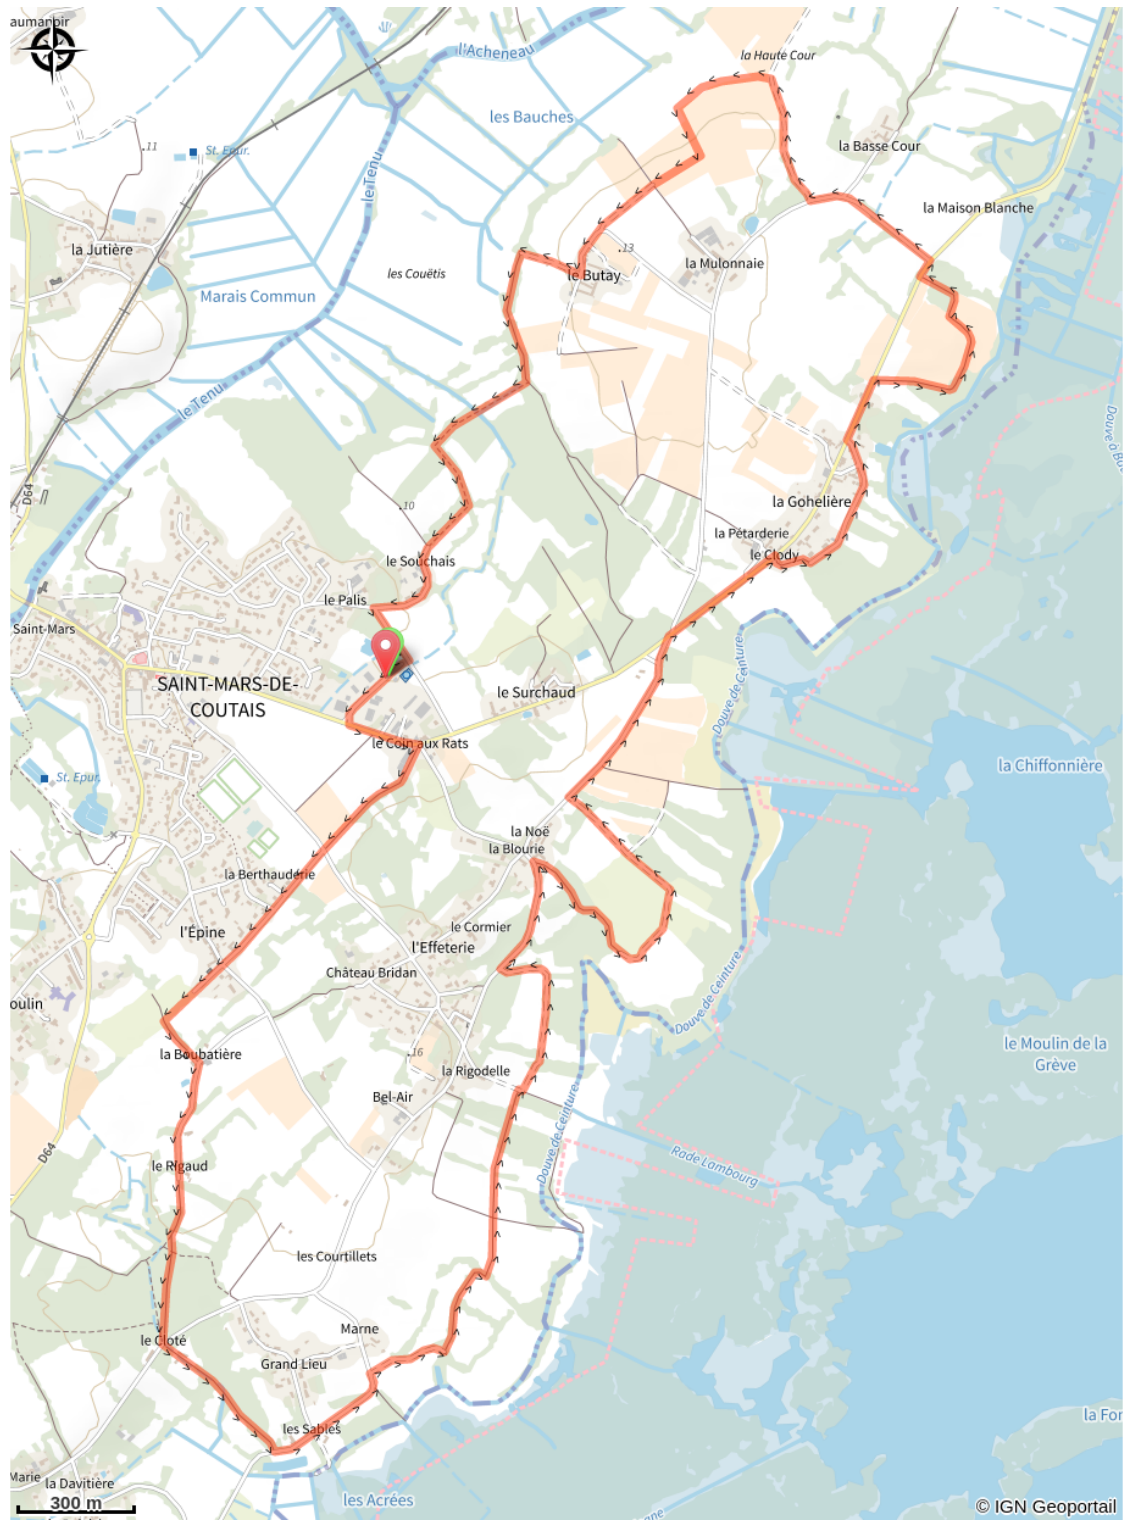 l'Acheneau
la Haute Cour
les Bauches
.11
St. Epur.
la Basse Cour
le Tenu
la Maison Blanche
la Jutière
.13
la Mulonnaie
les Couëtis
le Butay
Marais Commun
le Tenu
D64
la Gohelière
.10
la Pétarderie
le Clody
le Souchais
le Palis
Saint-Mars
SAINT-MARS-DE-
COUTAIS
le Surchaud
Douve de Ceinture
le Coin aux Rats
la Chiffonnière
St. Epur.
la Noë
la Blourie
la Berthauderie
l'Épine
le Cormier
l'Effeterie
Château Bridan
Douve de Ceinture
oulin
la Boubatière
.16
la Rigodelle
le Moulin de la
Grève
Bel-Air
Douve de Ceinture
D64
le Rigaud
Rade Lambourg
les Courtillets
Marne
le Cloté
Grand Lieu
les Sables
la For
Marie
la Davitière
300 m
les Acrées
© IGN Geoportail